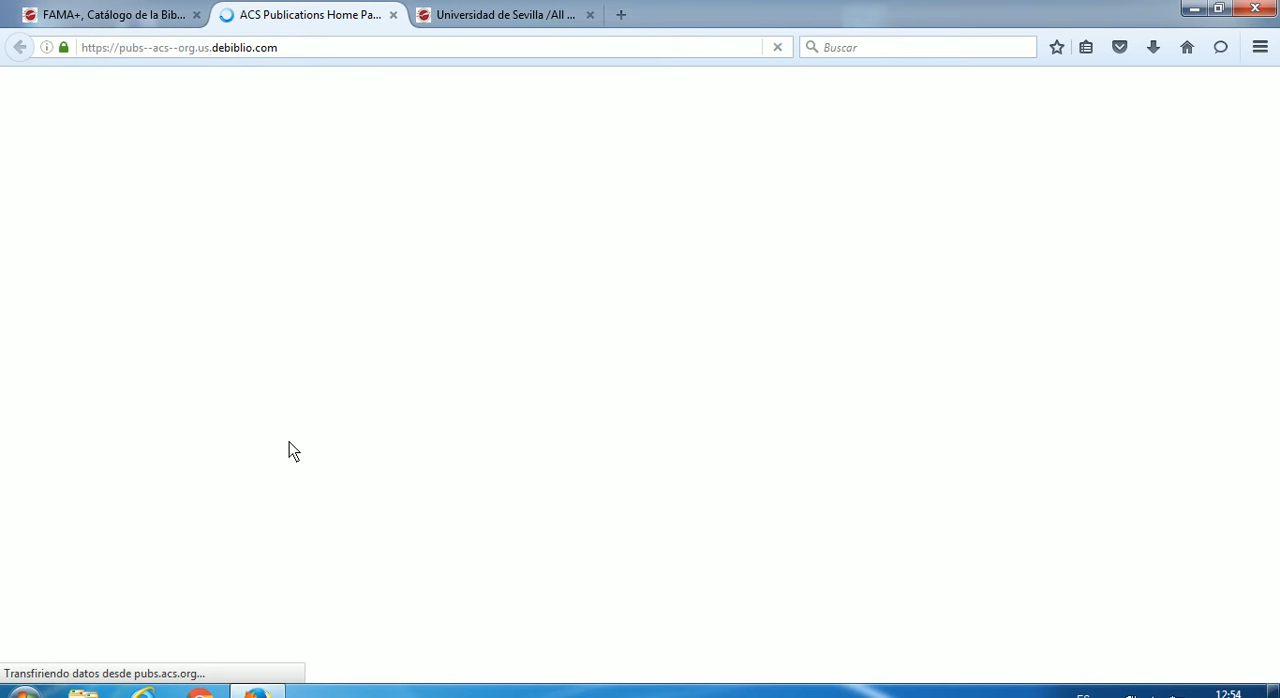 FAMA+, Catálogo de la Bib...
ACS Publications Home Pa...
Universidad de Sevilla /All ...
https://pubs--acs--org.us.debiblio.com
Buscar
Transfiriendo datos desde pubs.acs.org...
ES
12:54